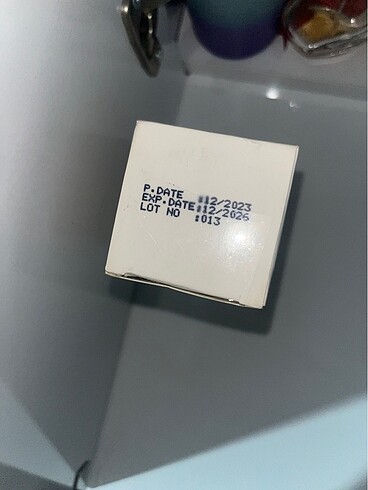 P.DATE :12/2023
EXP.DATE:12/2026
LOT NO :013